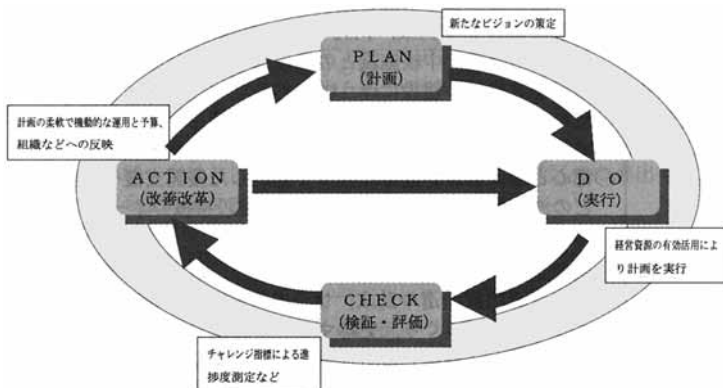 新たなビジョンの策定
PLAN
(計画)
計画の柔軟で機動的な運用と予算、
組織などへの反映
ACTION
(改善改革)
DO
(実行)
経営資源の有効活用によ
り計画を実行
CHECK
(検証・評価)
チャレンジ指標による進
捗度測定など